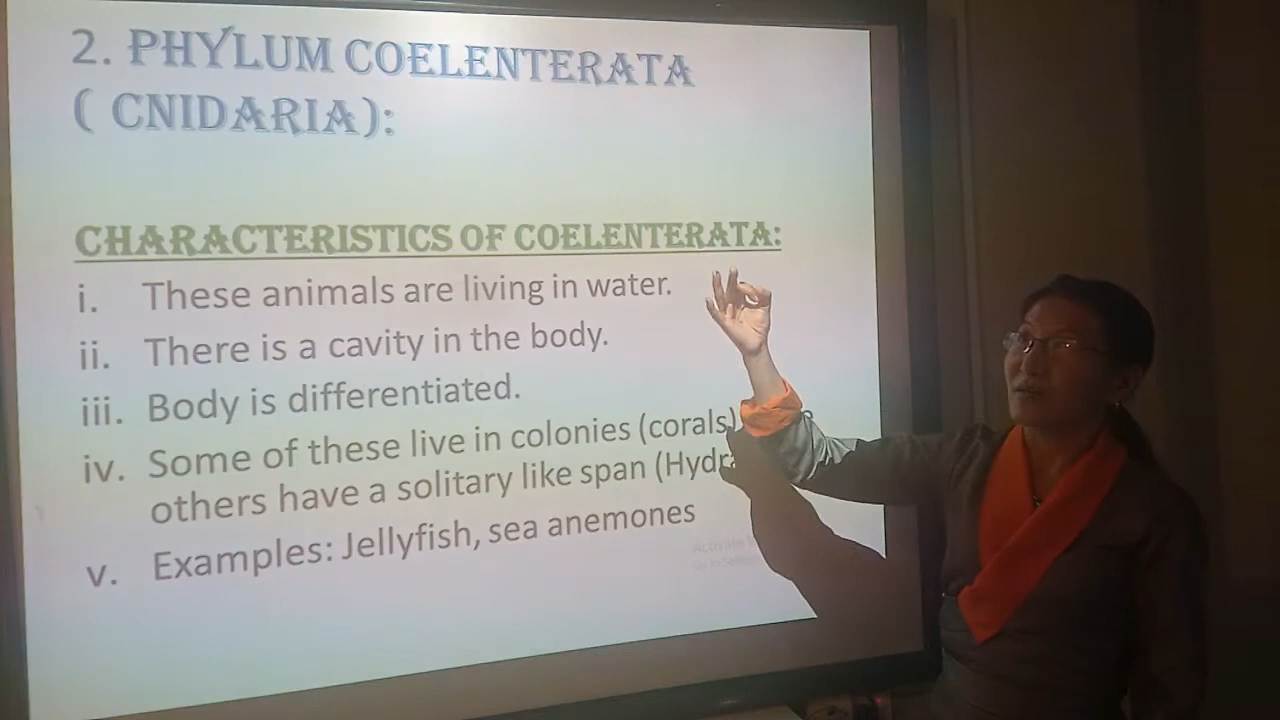 2. PHYLUM COELENTERATA
( CNIDARIA):
CHARACTERISTICS OF COELENTERATA:
i. These animals are living in water.
ii. There is a cavity in the body.
iii. Body is differentiated.
iv. Some of these live in colonies (corals)
others have a solitary like span (Hydra
v. Examples: Jellyfish, sea anemones